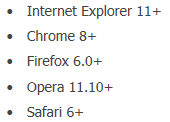 • Internet Explorer 11+
• Chrome 8+
• Firefox 6.0+
• Opera 11.10+
• Safari 6+